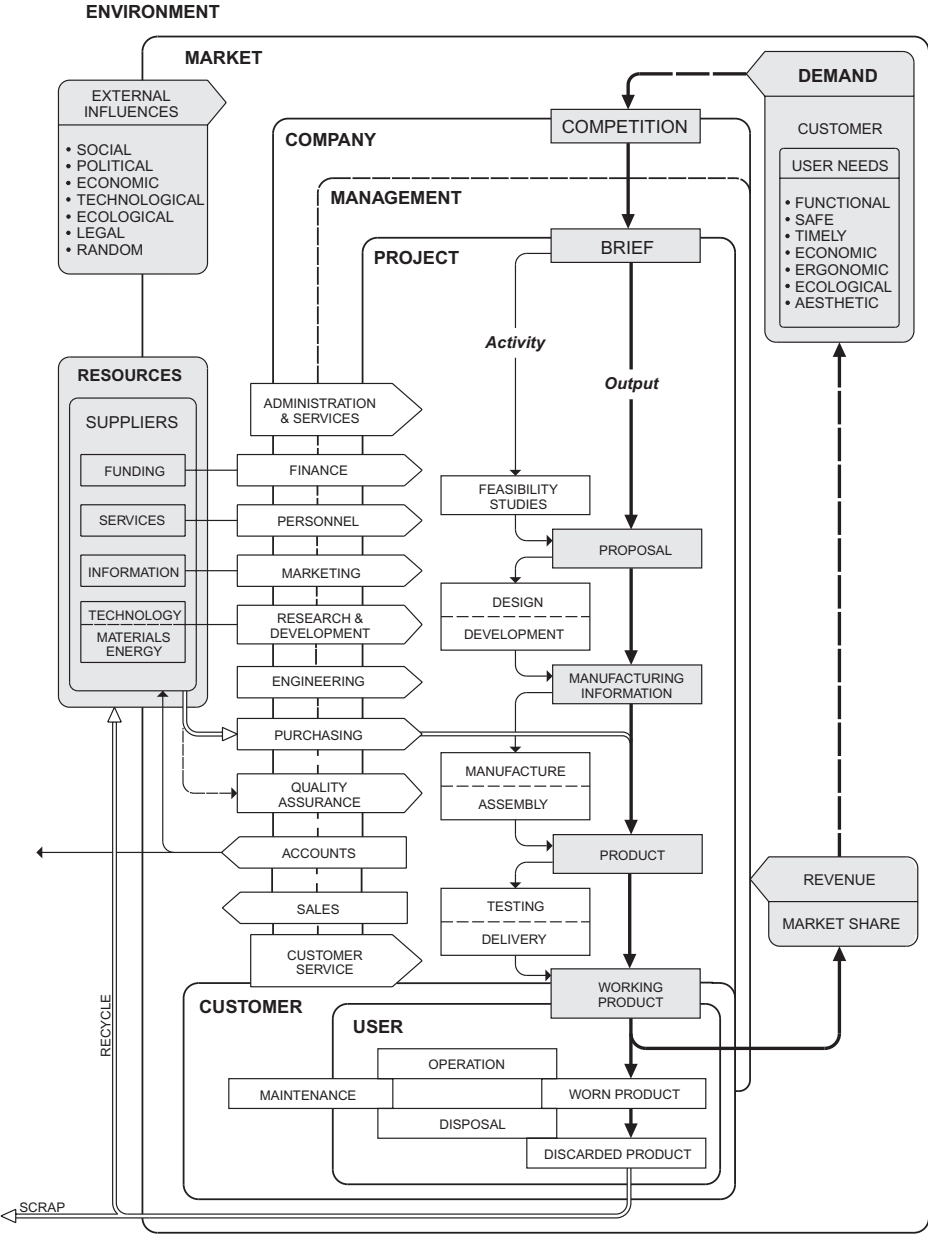 ENVIRONMENT
MARKET
EXTERNAL
INFLUENCES
• SOCIAL
• POLITICAL
• ECONOMIC
• TECHNOLOGICAL
• ECOLOGICAL
• LEGAL
• RANDOM
DEMAND
CUSTOMER
USER NEEDS
• FUNCTIONAL
• SAFE
• TIMELY
• ECONOMIC
• ERGONOMIC
• ECOLOGICAL
• AESTHETIC
COMPANY
COMPETITION
MANAGEMENT
PROJECT
BRIEF
Activity
Output
RESOURCES
SUPPLIERS
FUNDING
SERVICES
INFORMATION
TECHNOLOGY
MATERIALS
ENERGY
ADMINISTRATION
& SERVICES
FINANCE
PERSONNEL
MARKETING
RESEARCH &
DEVELOPMENT
ENGINEERING
PURCHASING
QUALITY
ASSURANCE
ACCOUNTS
SALES
CUSTOMER
SERVICE
FEASIBILITY
STUDIES
PROPOSAL
DESIGN
DEVELOPMENT
MANUFACTURING
INFORMATION
MANUFACTURE
ASSEMBLY
PRODUCT
TESTING
DELIVERY
WORKING
PRODUCT
REVENUE
MARKET SHARE
CUSTOMER
USER
OPERATION
MAINTENANCE
WORN PRODUCT
DISPOSAL
DISCARDED PRODUCT
RECYCLE
SCRAP